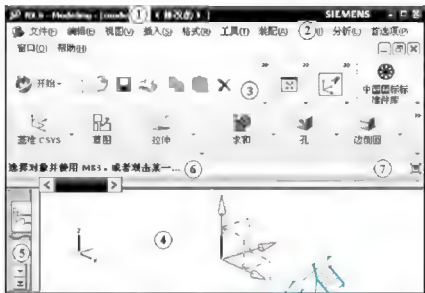 NX 8 - Modeling - [model ① （修改的）] SIEMENS
文件(F) 编辑(E) 视图(V) 插入(S) 格式(R) 工具(T) 装配(A) ② 分析(L) 首选项(P)
窗口(O) 帮助(H)
开始 ③ 中国国标标准件库
基准 CSYS 草图 拉伸 求和 孔 边倒圆
选择对象并使用 MB3，或者双击某一... ⑥ ⑦
④
⑤